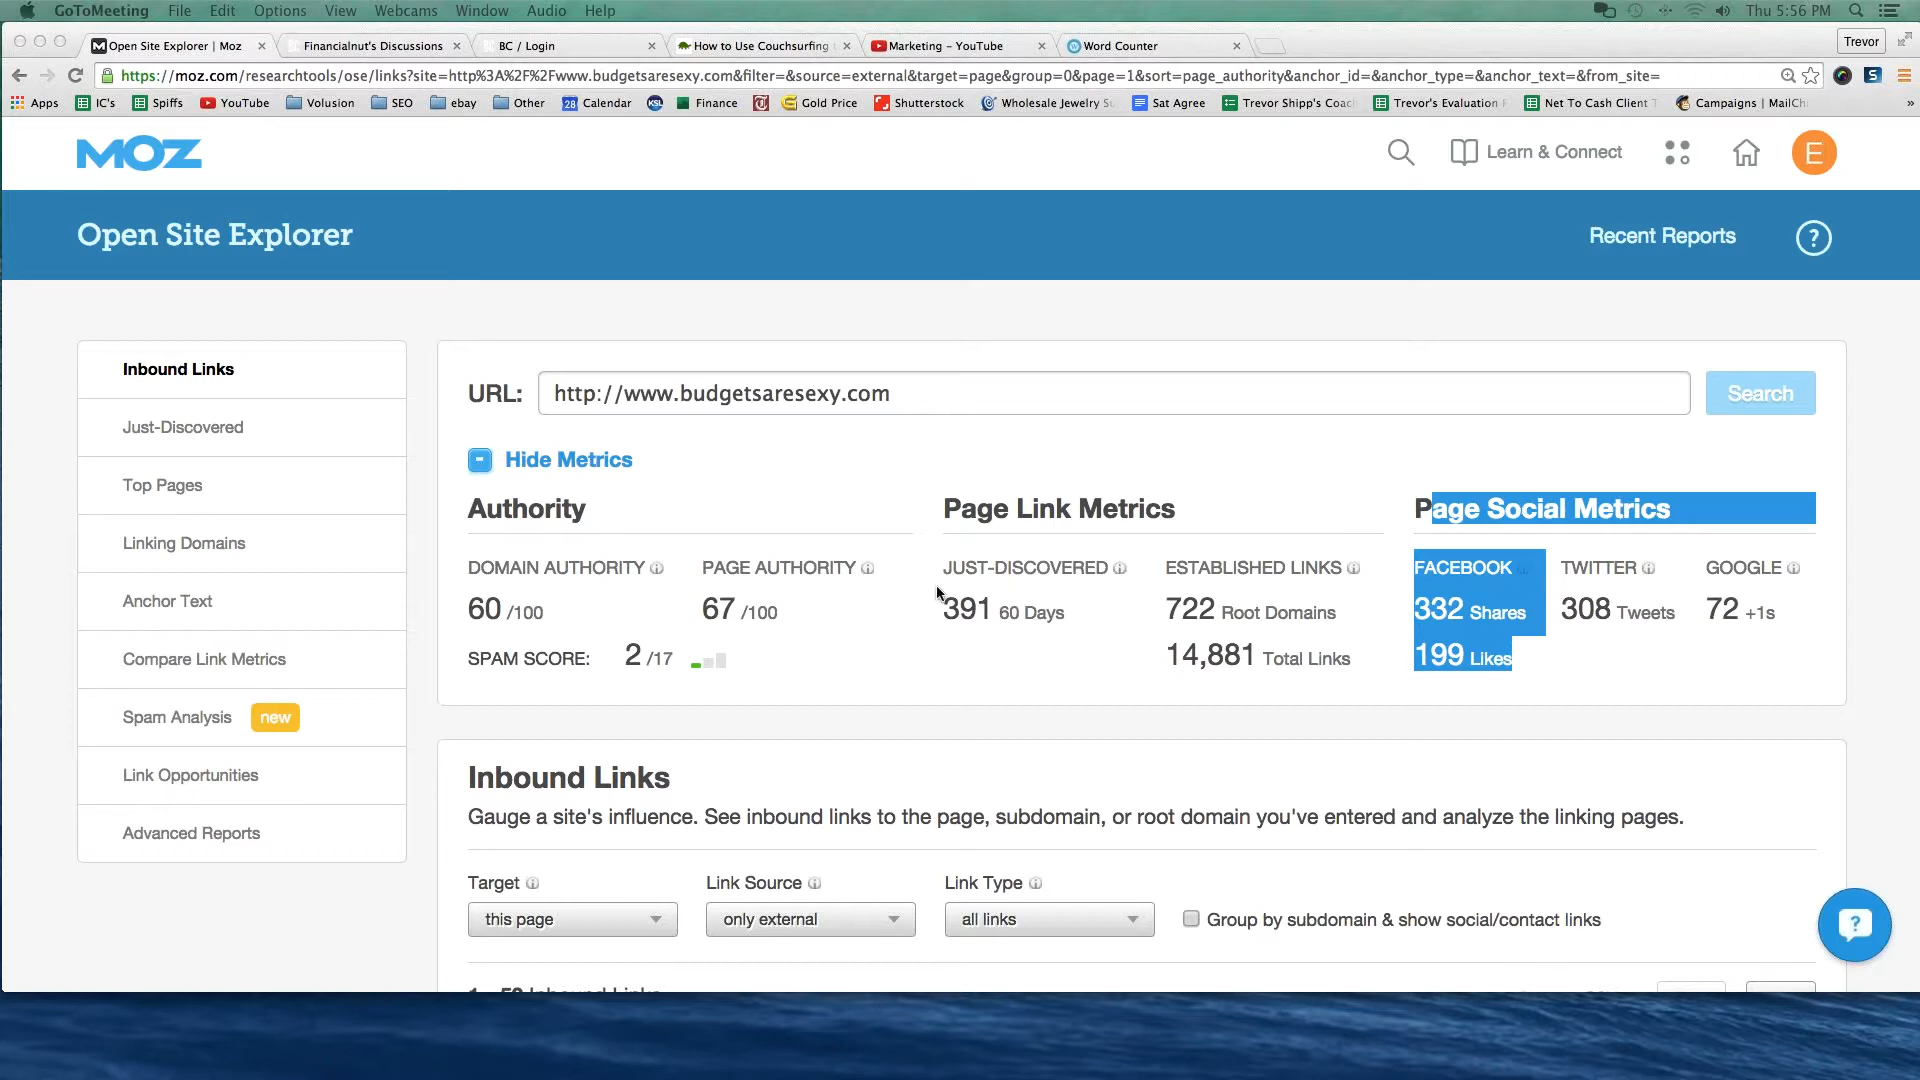 GoToMeeting File Edit Options View Webcams Window Audio Help Thu 5:56 PM
Open Site Explorer | Moz
Financialnut's Discussions
BC / Login
How to Use Couchsurfing
Marketing - YouTube
Word Counter
Trevor
https://moz.com/researchtools/ose/links?site=http%3A%2F%2Fwww.budgetsaresexy.com&filter=&source=external&target=page&group=0&page=1&sort=page_authority&anchor_id=&anchor_type=&anchor_text=&from_site=
Apps IC's Spiffs YouTube Volusion SEO ebay Other 28 Calendar KSL Finance Gold Price Shutterstock Wholesale Jewelry Su Sat Agree Trevor Shipp's Coac Trevor's Evaluation Net To Cash Client T Campaigns | MailCh »
MOZ
Learn & Connect
E
Open Site Explorer
Recent Reports
?
Inbound Links
Just-Discovered
Top Pages
Linking Domains
Anchor Text
Compare Link Metrics
Spam Analysis new
Link Opportunities
Advanced Reports
URL: http://www.budgetsaresexy.com Search
- Hide Metrics
Authority
DOMAIN AUTHORITY PAGE AUTHORITY
60 /100 67 /100
SPAM SCORE: 2 /17
Page Link Metrics
JUST-DISCOVERED ESTABLISHED LINKS
391 60 Days 722 Root Domains
14,881 Total Links
Page Social Metrics
FACEBOOK TWITTER GOOGLE
332 Shares 308 Tweets 72 +1s
199 Likes
Inbound Links
Gauge a site's influence. See inbound links to the page, subdomain, or root domain you've entered and analyze the linking pages.
Target Link Source Link Type
this page only external all links Group by subdomain & show social/contact links
?